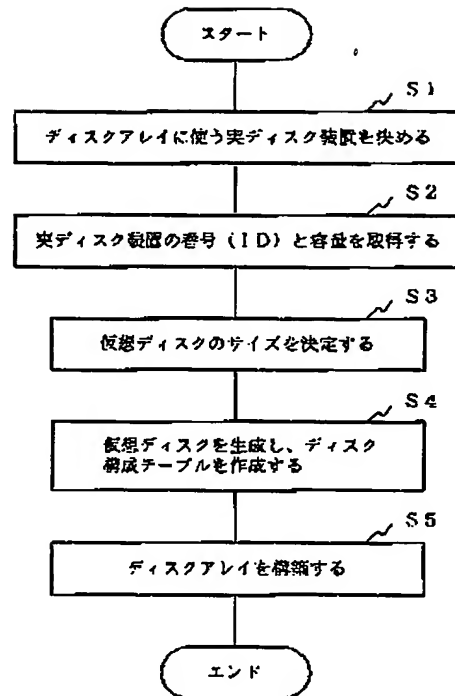 スタート
S1
ディスクアレイに使う実ディスク装置を決める
S2
実ディスク装置の番号（ID）と容量を取得する
S3
仮想ディスクのサイズを決定する
S4
仮想ディスクを生成し、ディスク
構成テーブルを作成する
S5
ディスクアレイを構築する
エンド